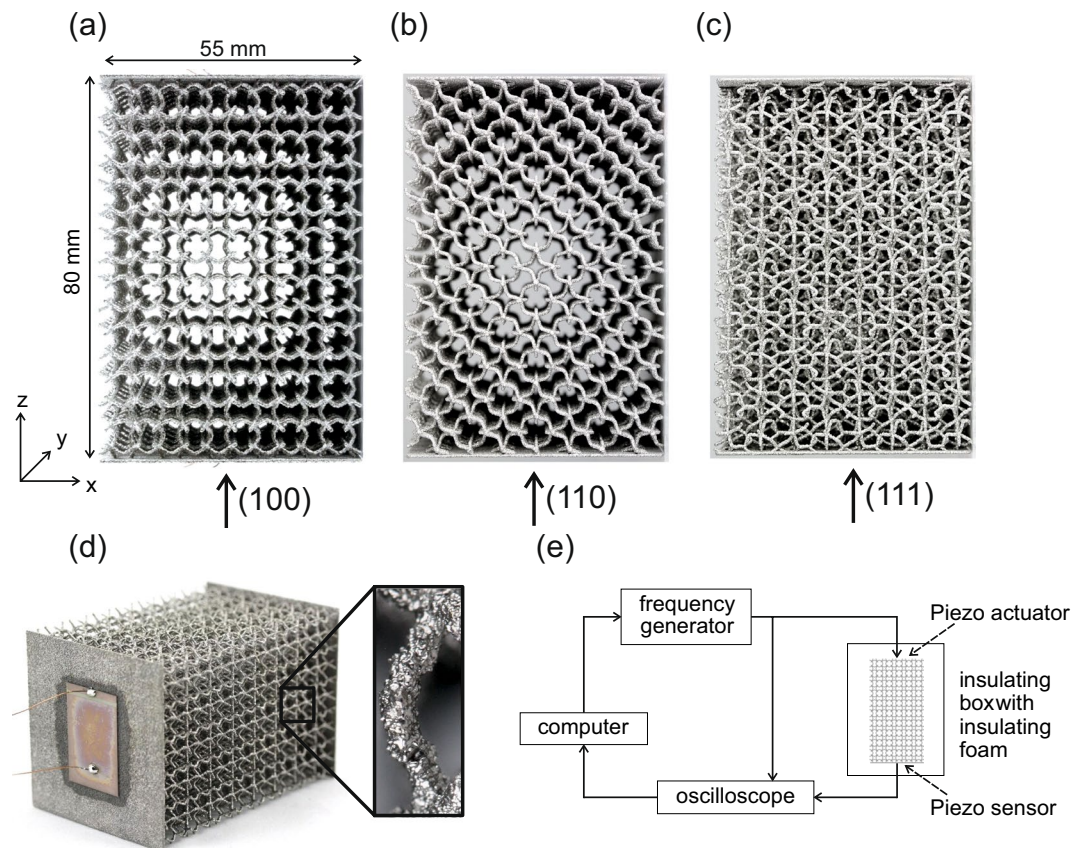 (a)
(b)
(c)
55 mm
80 mm
z
y
x
(100)
(110)
(111)
(d)
(e)
frequency
generator
Piezo actuator
insulating
boxwith
insulating
foam
computer
oscilloscope
Piezo sensor